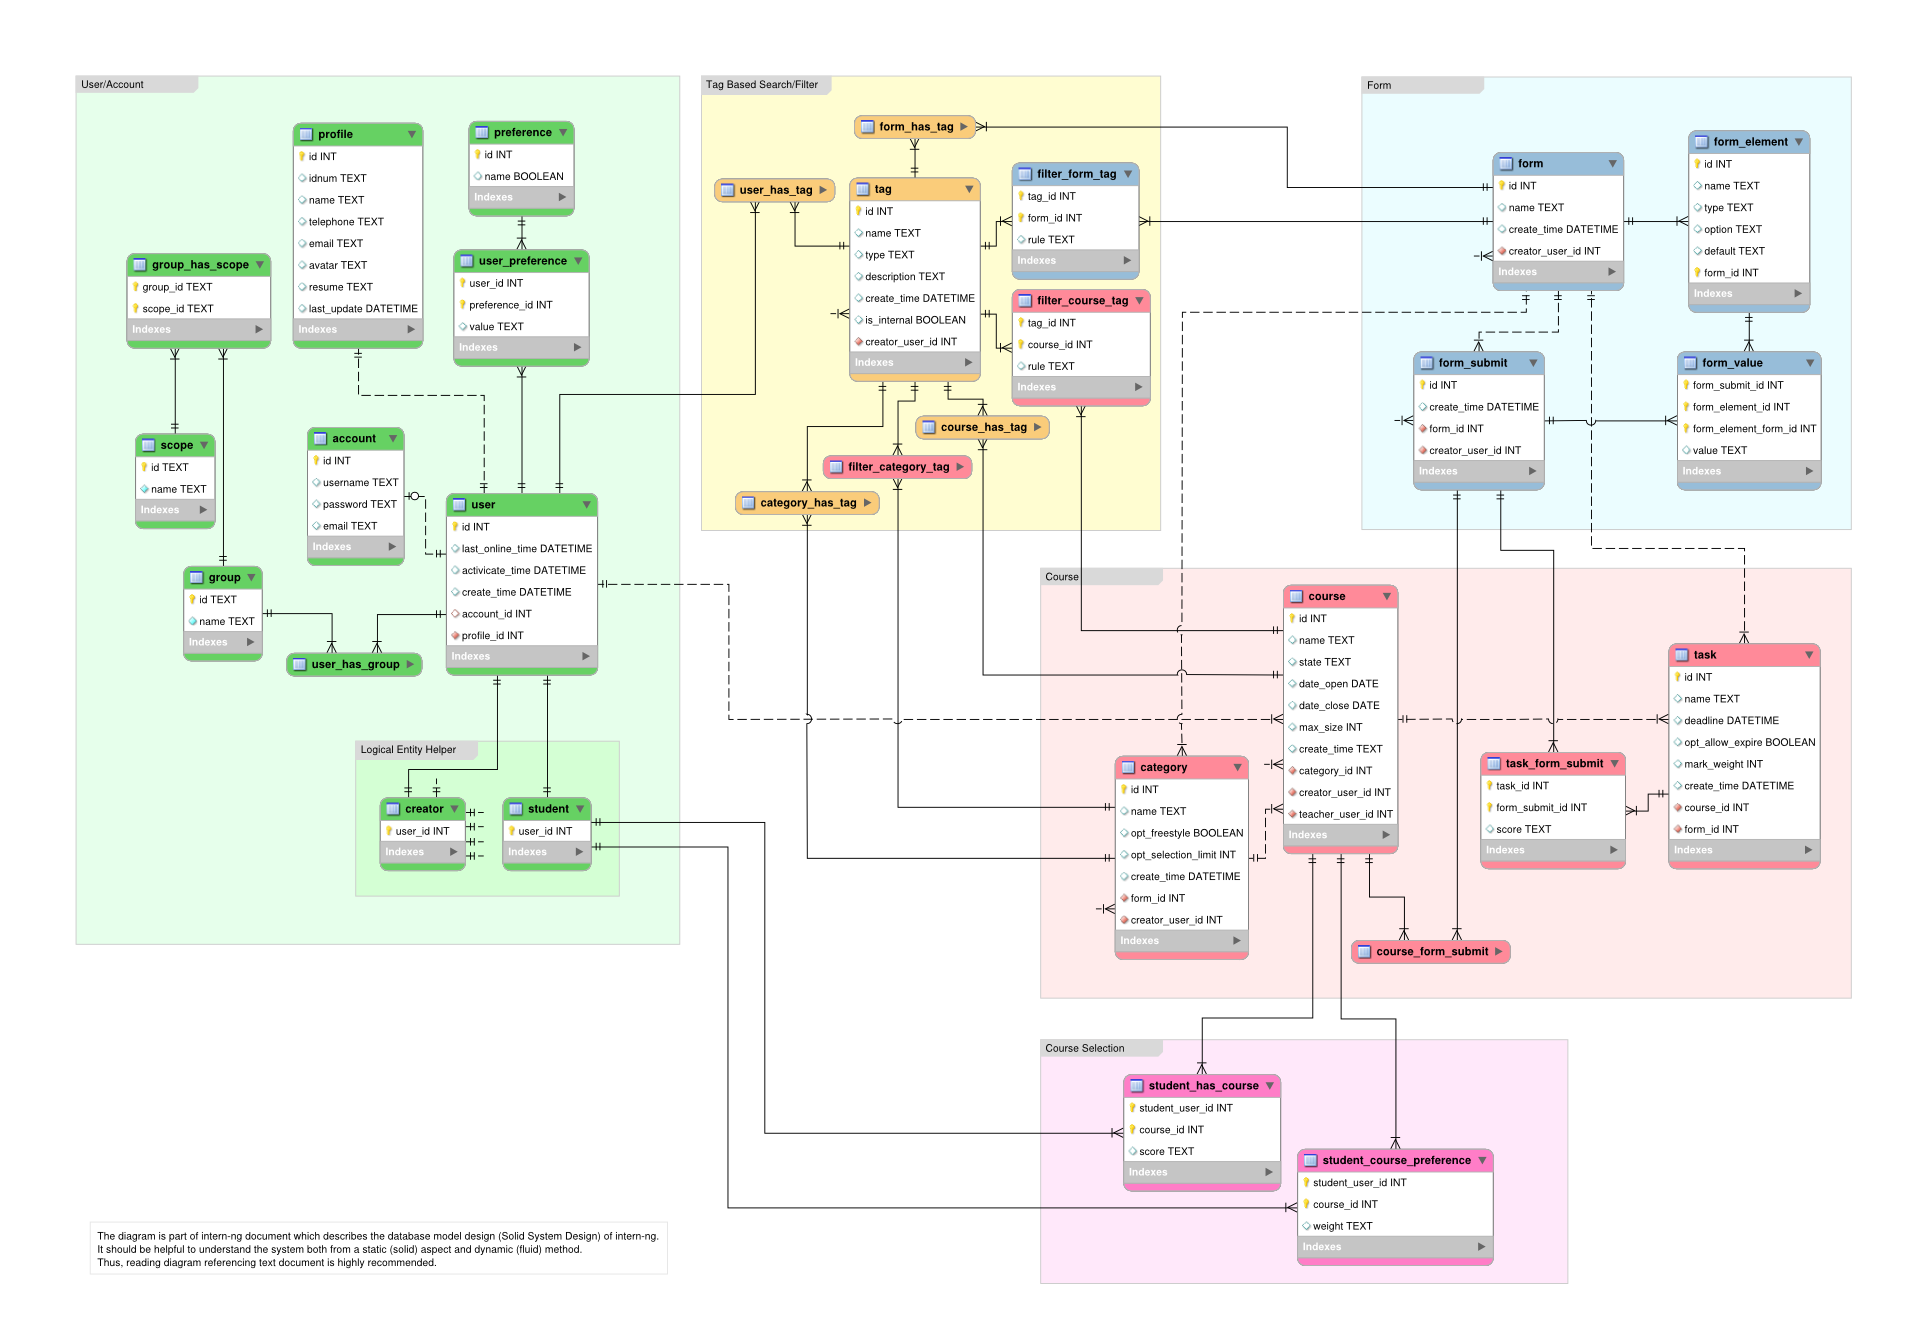 User/Account
profile
id INT
idnum TEXT
name TEXT
telephone TEXT
email TEXT
avatar TEXT
resume TEXT
last_update DATETIME
Indexes
preference
id INT
name BOOLEAN
Indexes
group_has_scope
group_id TEXT
scope_id TEXT
Indexes
user_preference
user_id INT
preference_id INT
value TEXT
Indexes
scope
id TEXT
name TEXT
Indexes
account
id INT
username TEXT
password TEXT
email TEXT
Indexes
user
id INT
last_online_time DATETIME
activicate_time DATETIME
create_time DATETIME
account_id INT
profile_id INT
Indexes
group
id TEXT
name TEXT
Indexes
user_has_group
Logical Entity Helper
creator
user_id INT
Indexes
student
user_id INT
Indexes
Tag Based Search/Filter
form_has_tag
user_has_tag
tag
id INT
name TEXT
type TEXT
description TEXT
create_time DATETIME
is_internal BOOLEAN
creator_user_id INT
Indexes
filter_form_tag
tag_id INT
form_id INT
rule TEXT
Indexes
filter_course_tag
tag_id INT
course_id INT
rule TEXT
Indexes
course_has_tag
filter_category_tag
category_has_tag
Form
form
id INT
name TEXT
create_time DATETIME
creator_user_id INT
Indexes
form_element
id INT
name TEXT
type TEXT
option TEXT
default TEXT
form_id INT
Indexes
form_submit
id INT
create_time DATETIME
form_id INT
creator_user_id INT
Indexes
form_value
form_submit_id INT
form_element_id INT
form_element_form_id INT
value TEXT
Indexes
Course
course
id INT
name TEXT
state TEXT
date_open DATE
date_close DATE
max_size INT
create_time TEXT
category_id INT
creator_user_id INT
teacher_user_id INT
Indexes
task
id INT
name TEXT
deadline DATETIME
opt_allow_expire BOOLEAN
mark_weight INT
create_time DATETIME
course_id INT
form_id INT
Indexes
category
id INT
name TEXT
opt_freestyle BOOLEAN
opt_selection_limit INT
create_time DATETIME
form_id INT
creator_user_id INT
Indexes
task_form_submit
task_id INT
form_submit_id INT
score TEXT
Indexes
course_form_submit
Course Selection
student_has_course
student_user_id INT
course_id INT
score TEXT
Indexes
student_course_preference
student_user_id INT
course_id INT
weight TEXT
Indexes
The diagram is part of intern-ng document which describes the database model design (Solid System Design) of intern-ng.
It should be helpful to understand the system both from a static (solid) aspect and dynamic (fluid) method.
Thus, reading diagram referencing text document is highly recommended.